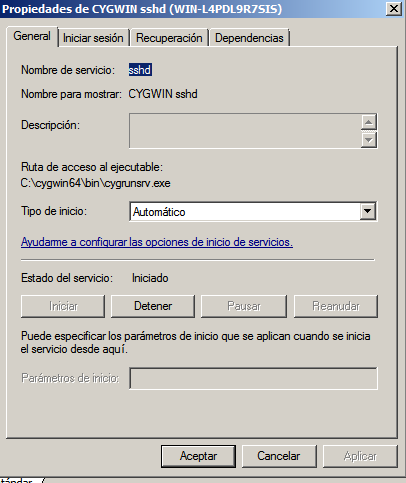 Propiedades de CYGWIN sshd (WIN-L4PDL9R7SIS)
General
Iniciar sesión
Recuperación
Dependencias
Nombre de servicio: sshd
Nombre para mostrar: CYGWIN sshd
Descripción:
Ruta de acceso al ejecutable:
C:\cygwin64\bin\cygrunsrv.exe
Tipo de inicio: Automático
Ayudarme a configurar las opciones de inicio de servicios.
Estado del servicio: Iniciado
Iniciar
Detener
Pausar
Reanudar
Puede especificar los parámetros de inicio que se aplican cuando se inicia
el servicio desde aquí.
Parámetros de inicio:
Aceptar
Cancelar
Aplicar